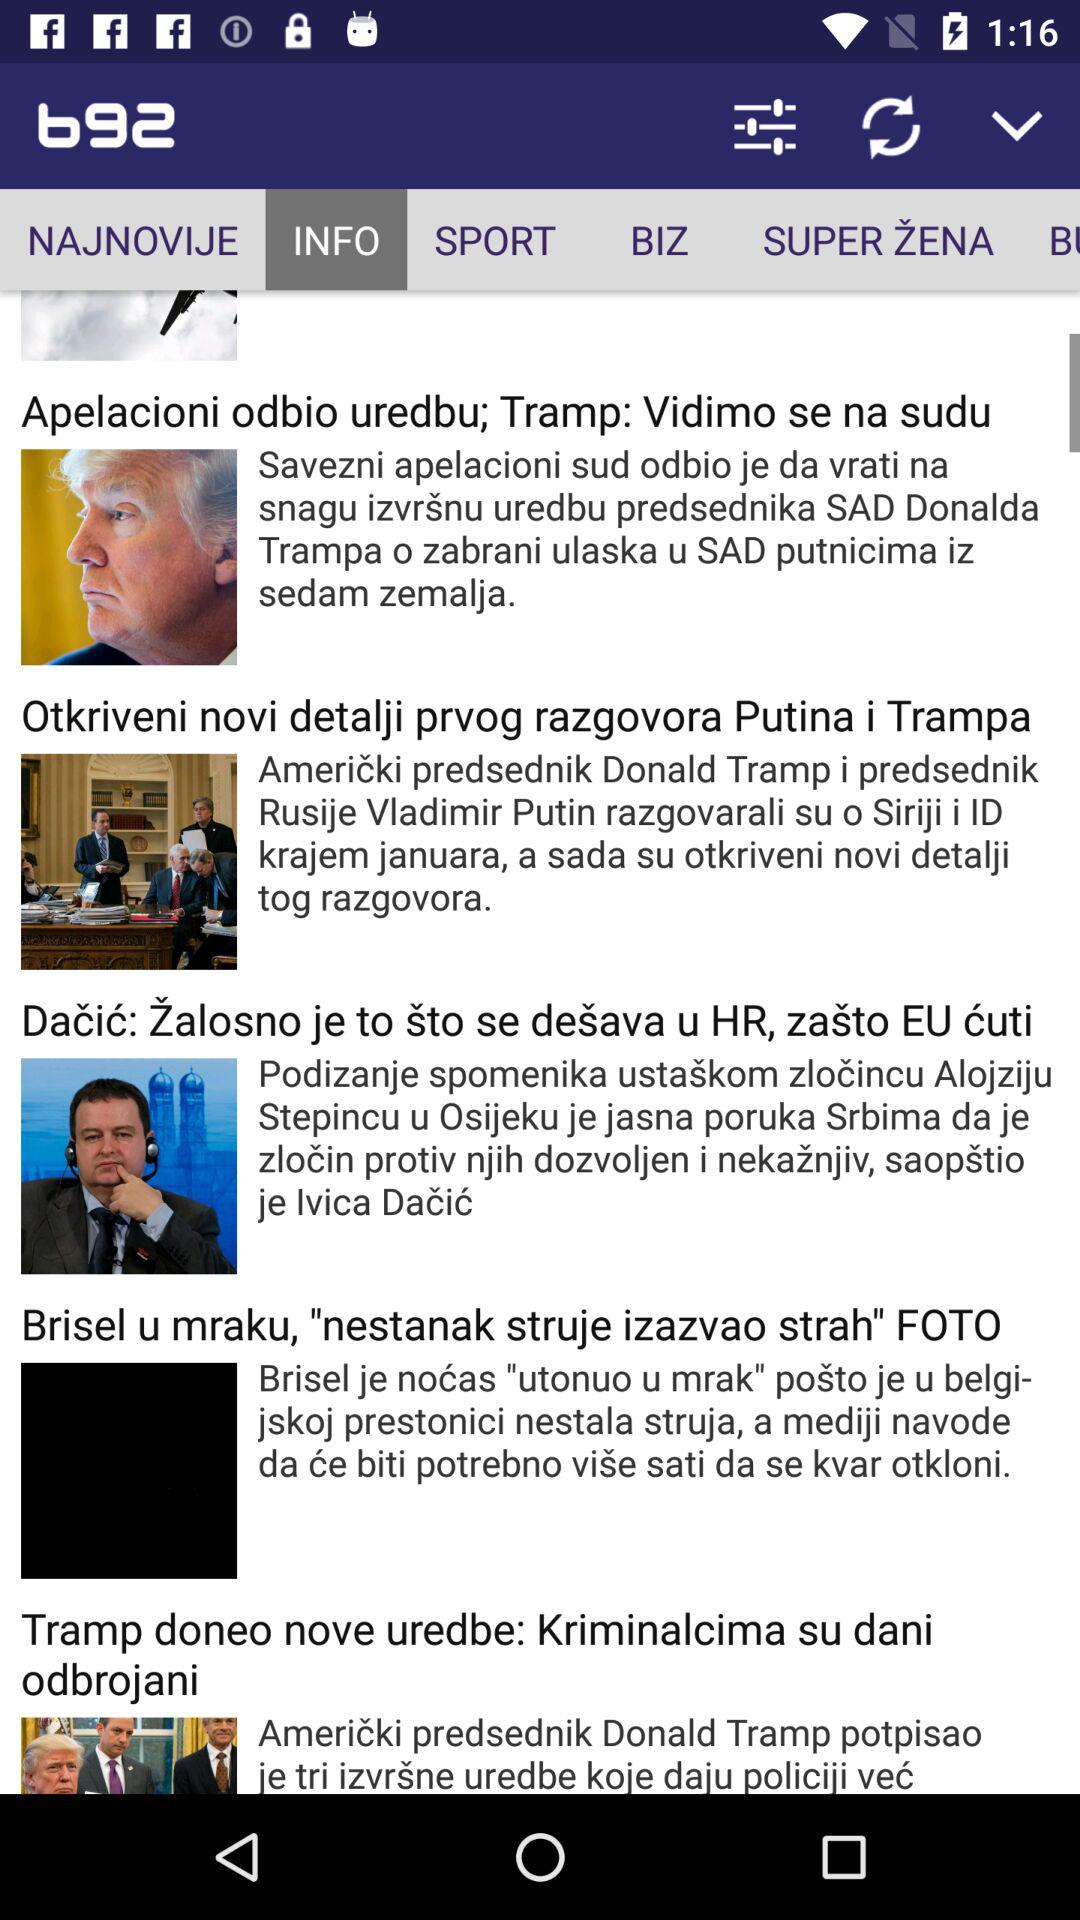 1:16
b92
NAJNOVIJE INFO SPORT BIZ SUPER ŽENA BU
Apelacioni odbio uredbu; Tramp: Vidimo se na sudu
Savezni apelacioni sud odbio je da vrati na
snagu izvršnu uredbu predsednika SAD Donalda
Trampa o zabrani ulaska u SAD putnicima iz
sedam zemalja.
Otkriveni novi detalji prvog razgovora Putina i Trampa
Američki predsednik Donald Tramp i predsednik
Rusije Vladimir Putin razgovarali su o Siriji i ID
krajem januara, a sada su otkriveni novi detalji
tog razgovora.
Dačić: Žalosno je to što se dešava u HR, zašto EU ćuti
Podizanje spomenika ustaškom zločincu Alojziju
Stepincu u Osijeku je jasna poruka Srbima da je
zločin protiv njih dozvoljen i nekažnjiv, saopštio
je Ivica Dačić
Brisel u mraku, "nestanak struje izazvao strah" FOTO
Brisel je noćas "utonuo u mrak" pošto je u belgi-
jskoj prestonici nestala struja, a mediji navode
da će biti potrebno više sati da se kvar otkloni.
Tramp doneo nove uredbe: Kriminalcima su dani
odbrojani
Američki predsednik Donald Tramp potpisao
je tri izvršne uredbe koje daju policiji već